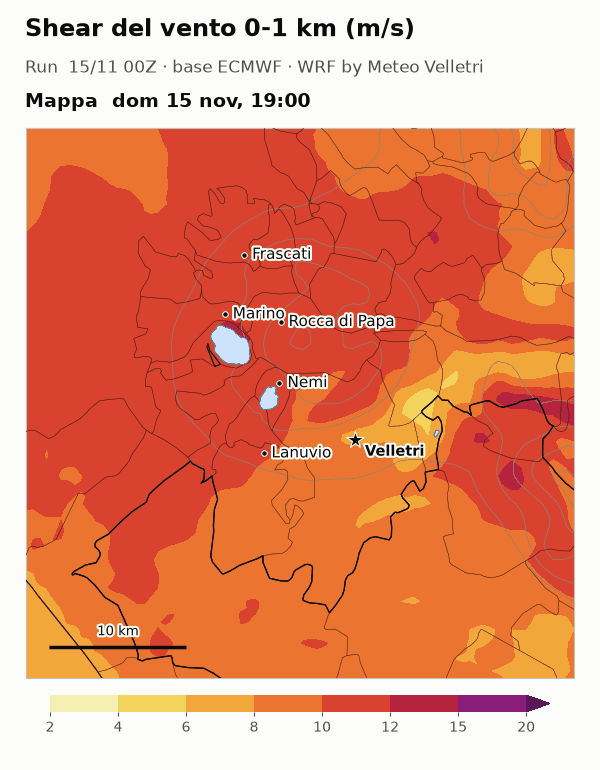 Shear del vento 0-1 km (m/s)
Run  15/11 00Z · base ECMWF · WRF by Meteo Velletri
Mappa  dom 15 nov, 19:00
Frascati
Marino
Rocca di Papa
Nemi
Velletri
Lanuvio
10 km
2 4 6 8 10 12 15 20